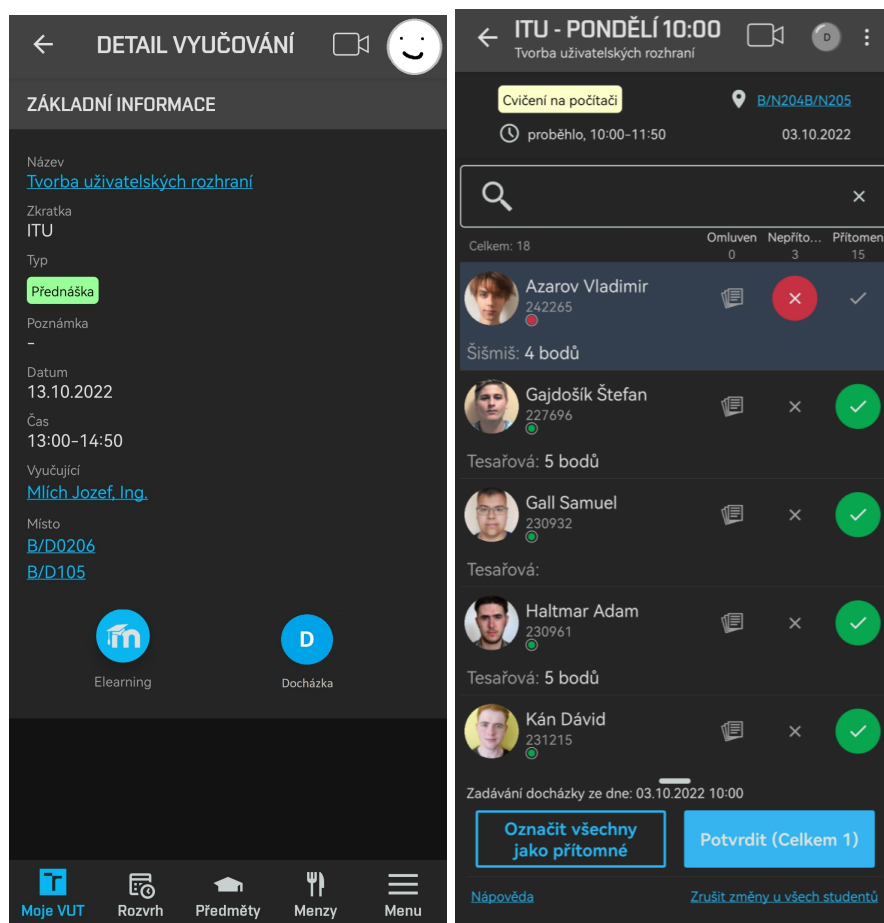 DETAIL VYUČOVÁNÍ
ZÁKLADNÍ INFORMACE
Název
Tvorba uživatelských rozhraní
Zkratka
ITU
Typ
Přednáška
Poznámka
-
Datum
13.10.2022
Čas
13:00-14:50
Vyučující
Mlích Jozef, Ing.
Místo
B/D0206
B/D105
m D
Elearning Docházka
T
Moje VUT Rozvrh Předměty Menzy Menu
ITU - PONDĚLÍ 10:00
D
Tvorba uživatelských rozhraní
Cvičení na počítači B/N204B/N205
proběhlo, 10:00-11:50 03.10.2022
Celkem: 18 Omluven Nepříto... Přítomen
0 3 15
Azarov Vladimir
242265
Šišmiš: 4 bodů
Gajdošík Štefan
227696
Tesařová: 5 bodů
Gall Samuel
230932
Tesařová:
Haltmar Adam
230961
Tesařová: 5 bodů
Kán Dávid
231215
Zadávání docházky ze dne: 03.10.2022 10:00
Označit všechny
jako přítomné
Potvrdit (Celkem 1)
Nápověda Zrušit změny u všech studentů